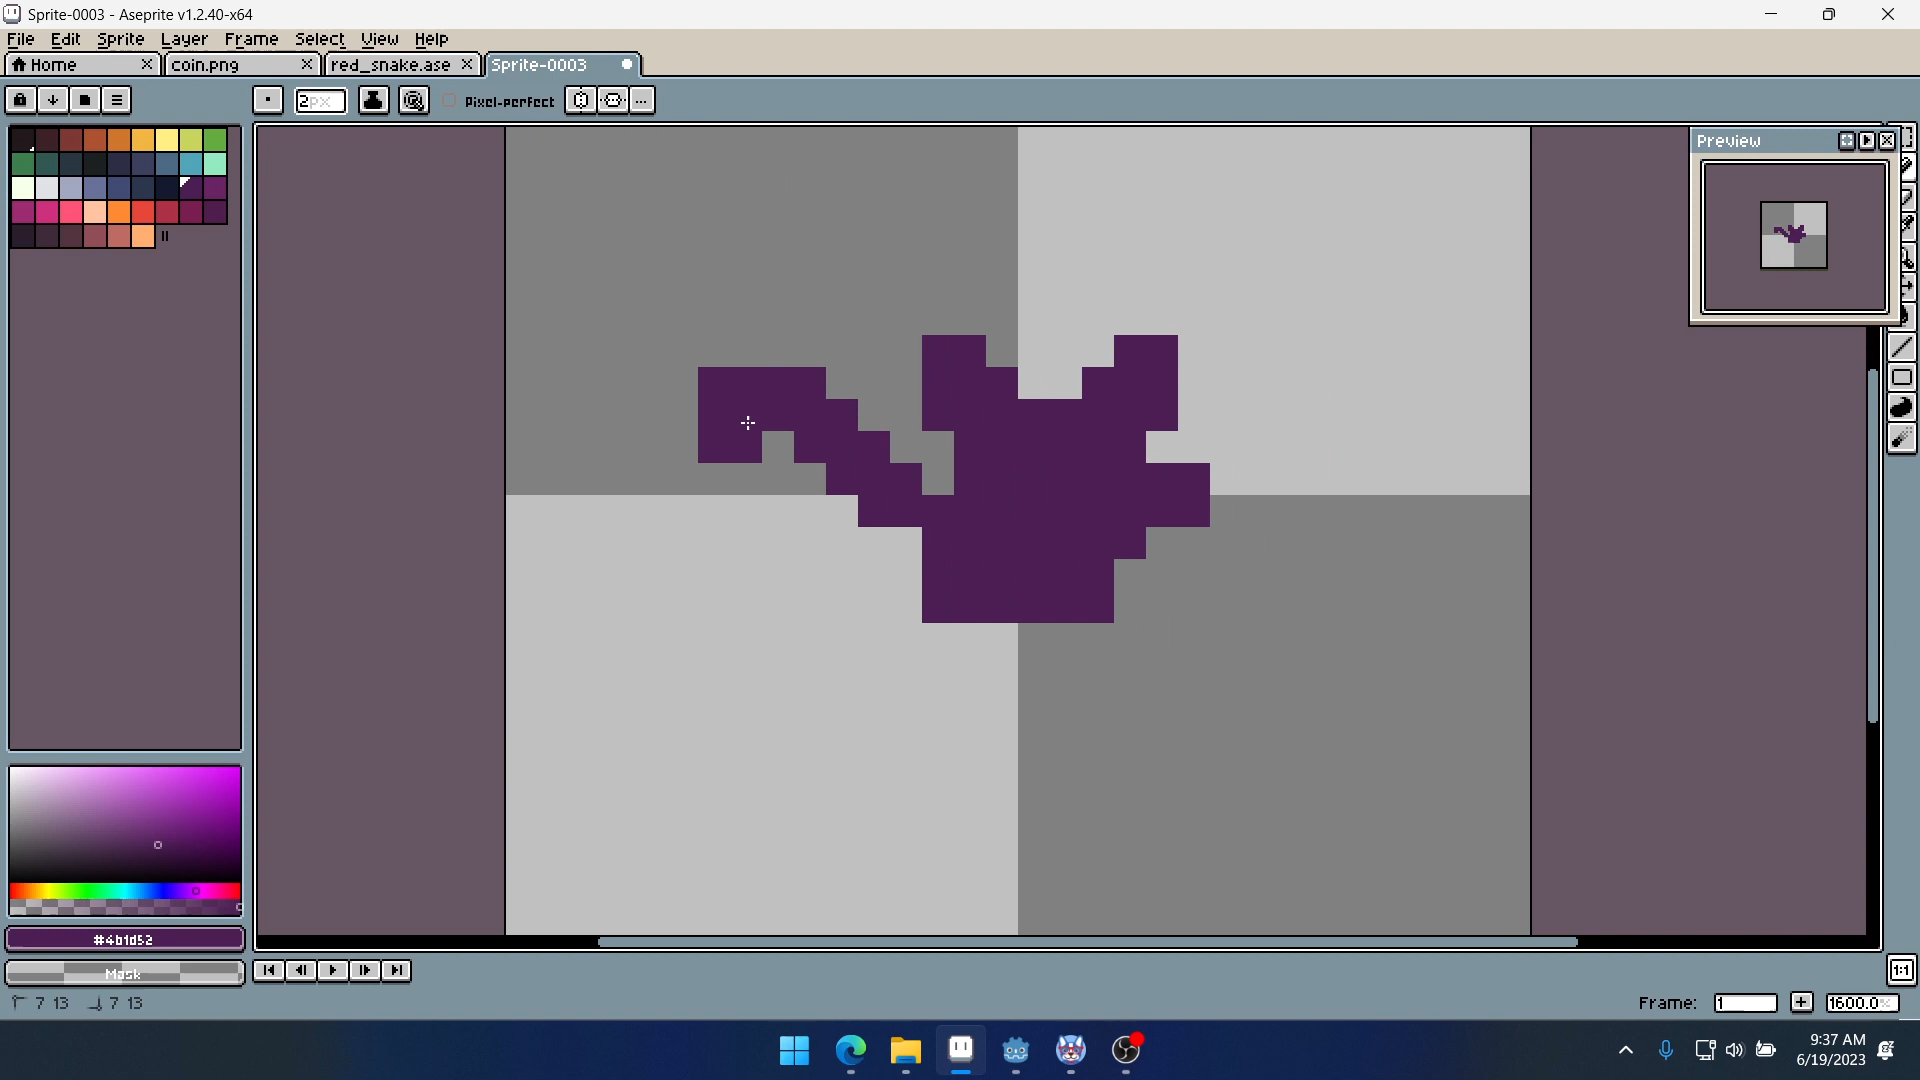 Sprite-0003 - Aseprite v1.2.40-x64
File Edit Sprite Layer Frame Select View Help
Home coin.png red_snake.ase Sprite-0003
2px Pixel-perfect
Preview
#4b1d52
Mask
7 13 7 13
Frame: 1 1600.0%
1:1
9:37 AM
6/19/2023